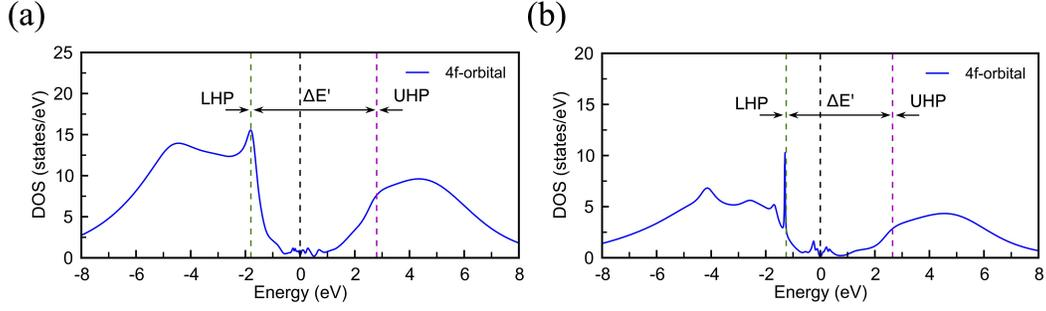 (a)
25
20
15
10
5
0
DOS (states/eV)
4f-orbital
LHP
ΔE'
UHP
-8 -6 -4 -2 0 2 4 6 8
Energy (eV)
(b)
20
15
10
5
0
DOS (states/eV)
4f-orbital
LHP
ΔE'
UHP
-8 -6 -4 -2 0 2 4 6 8
Energy (eV)